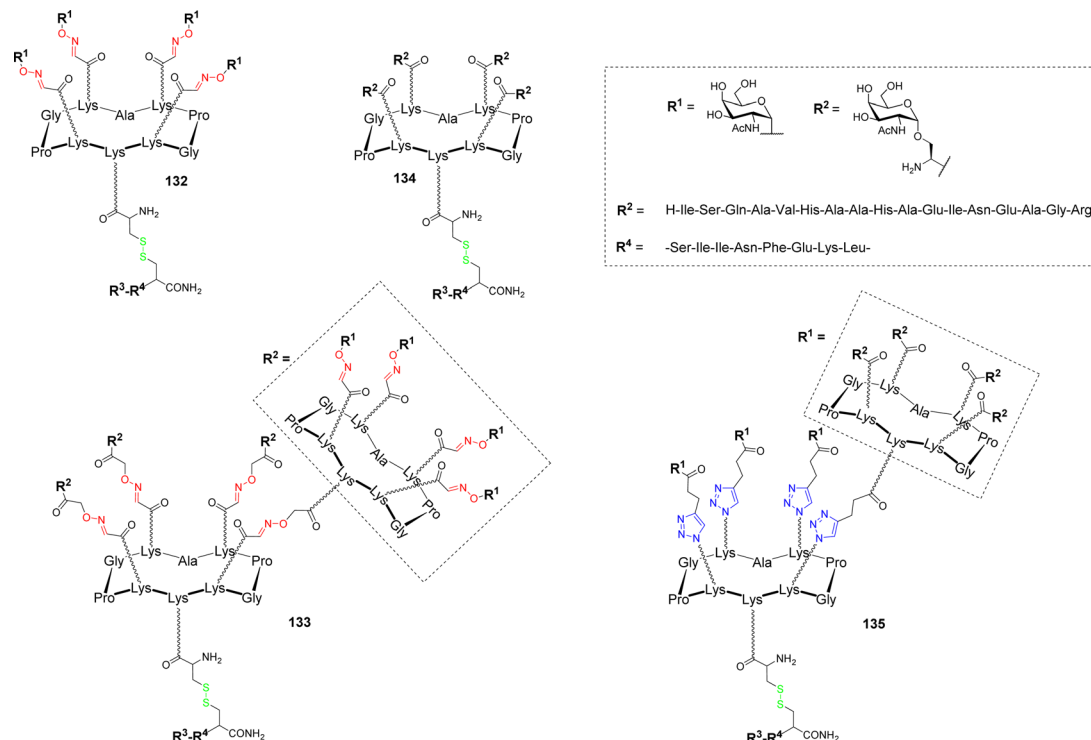 R¹
R¹
R¹
R¹
O
O
O
O
N
N
N
N
O
O
O
O
Gly
Lys
Ala
Lys
Pro
Pro
Lys
Lys
Lys
Gly
132
O
NH₂
S
S
R³-R⁴
CONH₂
R²
R²
R²
R²
O
O
O
O
Gly
Lys
Ala
Lys
Pro
Pro
Lys
Lys
Lys
Gly
134
O
NH₂
S
S
R³-R⁴
CONH₂
R¹ =
HO
OH
O
HO
AcNH
R² =
HO
OH
O
HO
AcNH
O
H₂N
R² = H-Ile-Ser-Gln-Ala-Val-His-Ala-Ala-His-Ala-Glu-Ile-Asn-Glu-Ala-Gly-Arg
R⁴ = -Ser-Ile-Ile-Asn-Phe-Glu-Lys-Leu-
R² =
R¹
R¹
R¹
R¹
O
O
O
O
N
N
N
N
O
O
O
O
Gly
Lys
Pro
Lys
Ala
Lys
Lys
Lys
Pro
Gly
R²
R²
R²
O
O
O
O
O
O
O
O
N
N
N
N
O
O
O
O
Gly
Lys
Ala
Lys
Pro
Pro
Lys
Lys
Lys
Gly
133
O
NH₂
S
S
R³-R⁴
CONH₂
R¹ =
R²
R²
R²
R²
O
O
O
O
Gly
Lys
Ala
Lys
Pro
Pro
Lys
Lys
Lys
Gly
R¹
R¹
R¹
O
O
O
O
N
N
N
N
N
N
N
N
N
N
N
N
Gly
Lys
Ala
Lys
Pro
Pro
Lys
Lys
Lys
Gly
135
O
NH₂
S
S
R³-R⁴
CONH₂